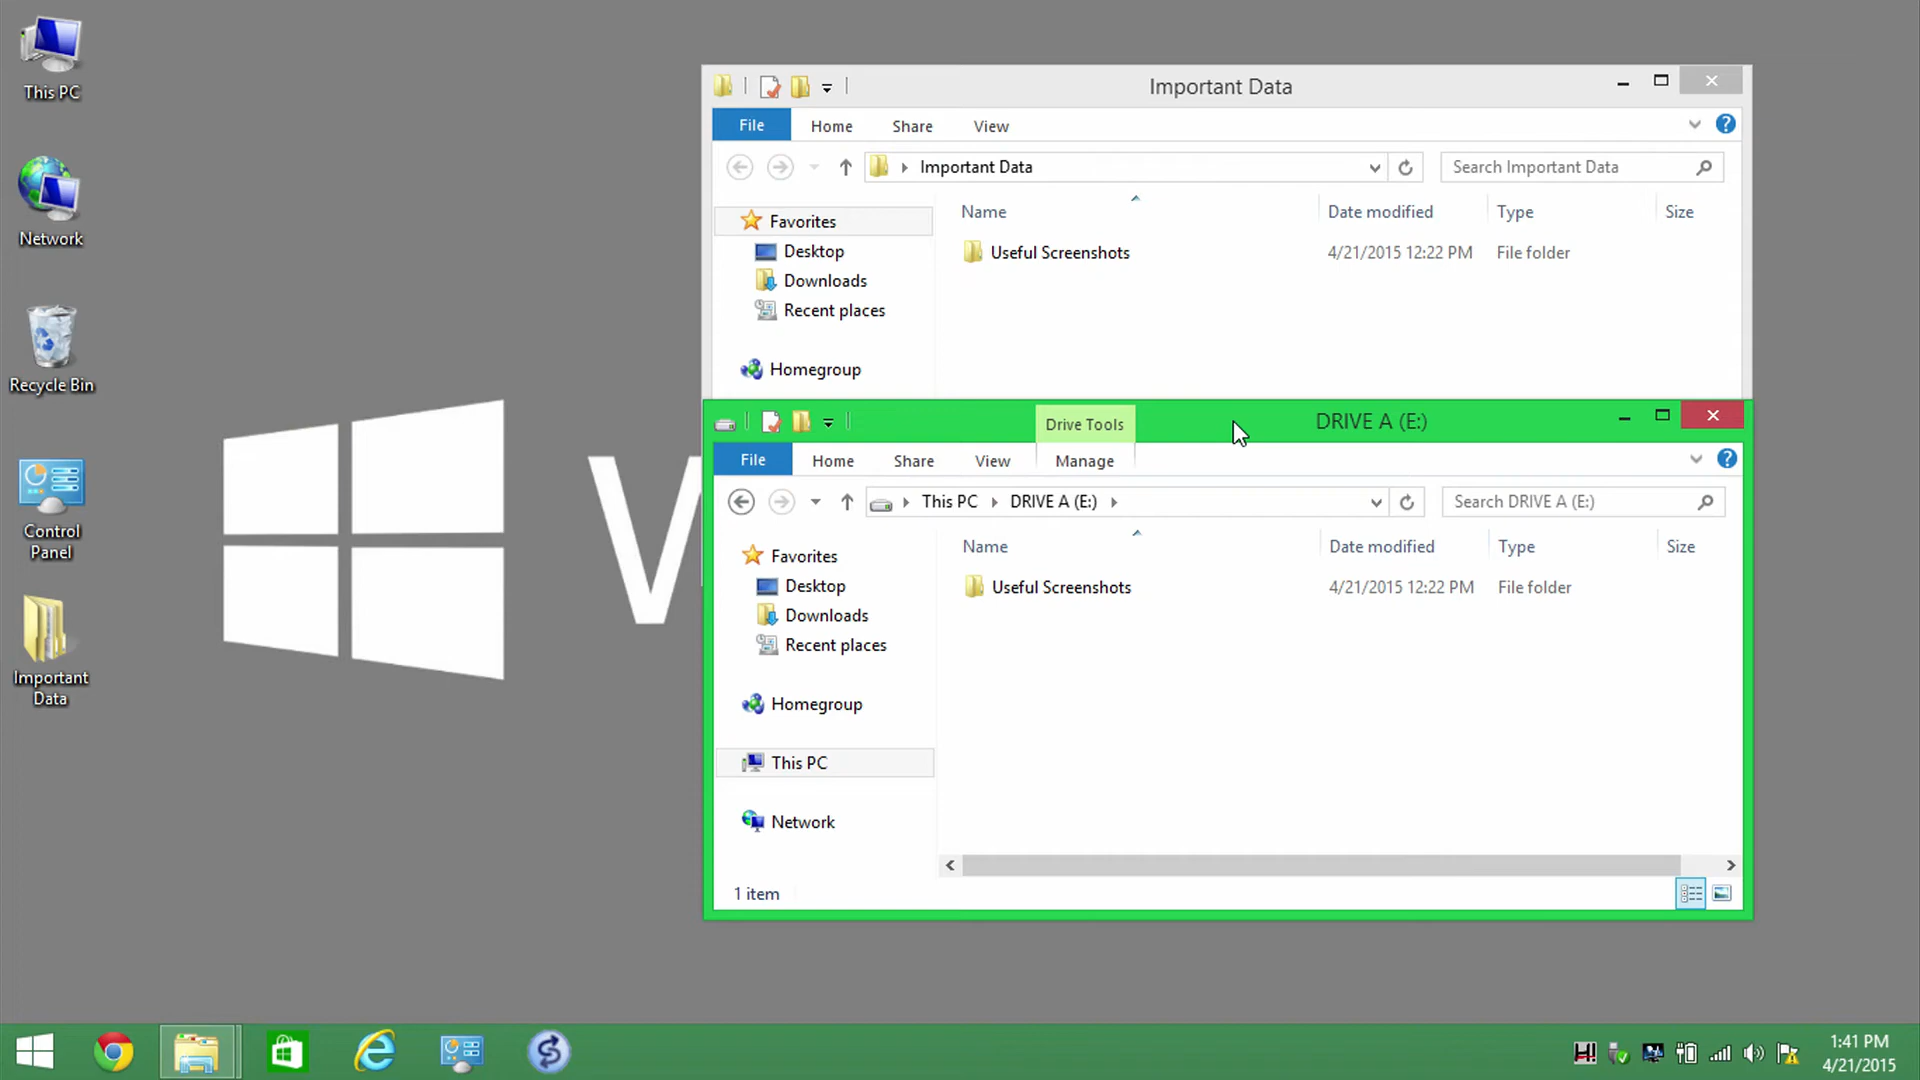 This PC
Network
Recycle Bin
Control
Panel
Important
Data
W
Important Data
File Home Share View
Important Data
Search Important Data
Name Date modified Type Size
Favorites
Desktop
Downloads
Recent places
Homegroup
Useful Screenshots 4/21/2015 12:22 PM File folder
Drive Tools
DRIVE A (E:)
File Home Share View Manage
This PC DRIVE A (E:)
Search DRIVE A (E:)
Name Date modified Type Size
Favorites
Desktop
Downloads
Recent places
Homegroup
This PC
Network
Useful Screenshots 4/21/2015 12:22 PM File folder
1 item
1:41 PM
4/21/2015